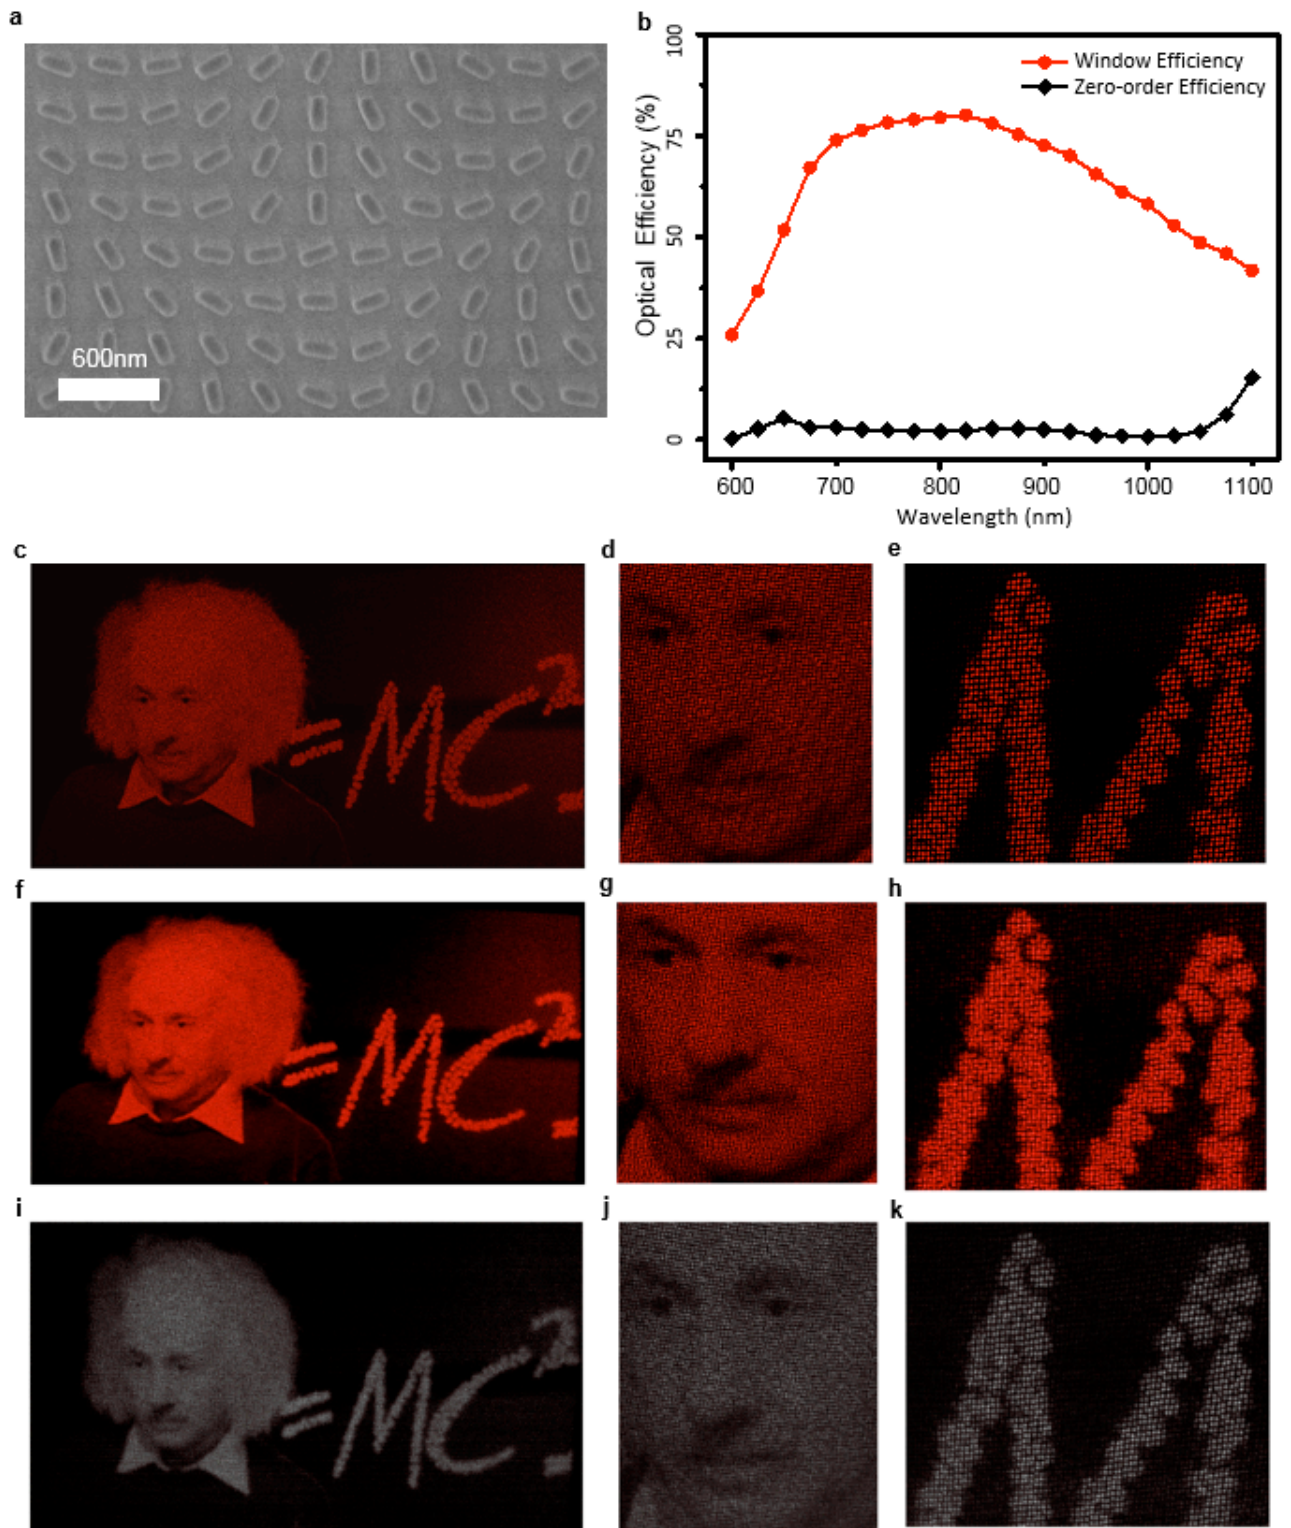 a
b
600nm
100
75
50
25
0
Optical Efficiency (%)
Window Efficiency
Zero-order Efficiency
600 700 800 900 1000 1100
Wavelength (nm)
c
d
e
=MC²
f
g
h
=MC²
i
j
k
=MC²